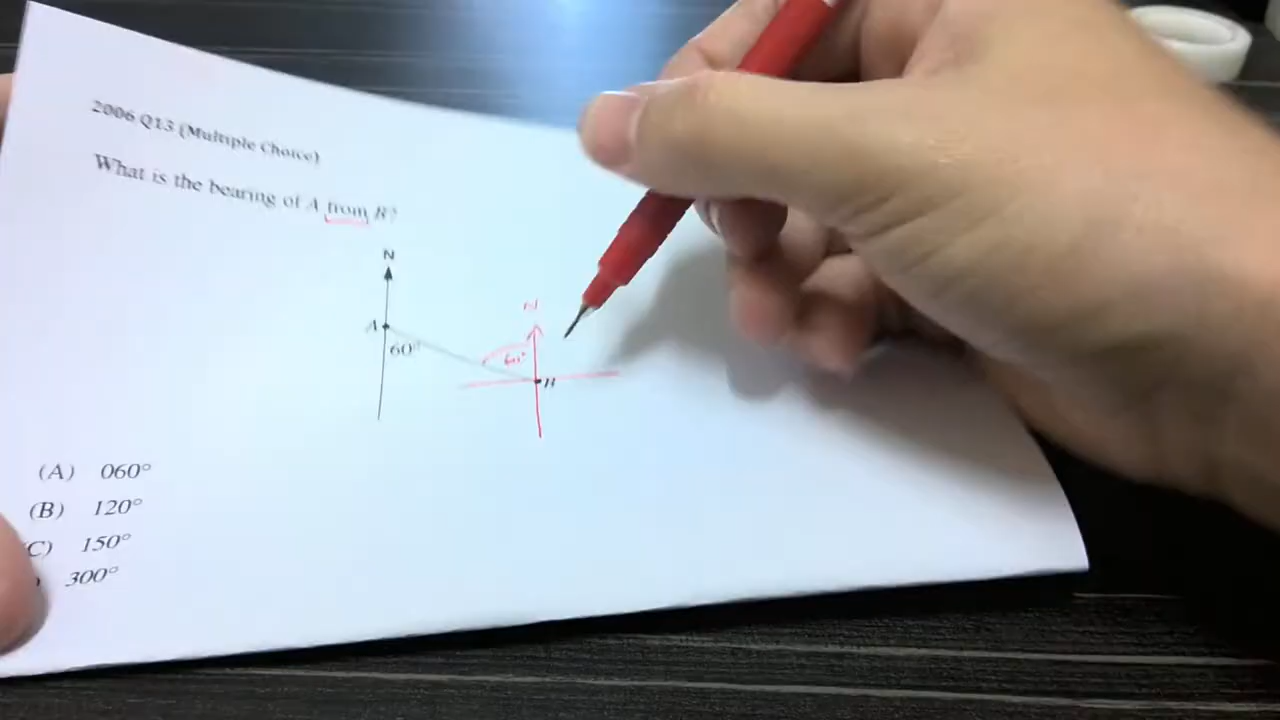 2006 Q13 (Multiple Choice)
What is the bearing of A from B?
N
N
A
60°
60°
B
(A) 060°
(B) 120°
C) 150°
300°